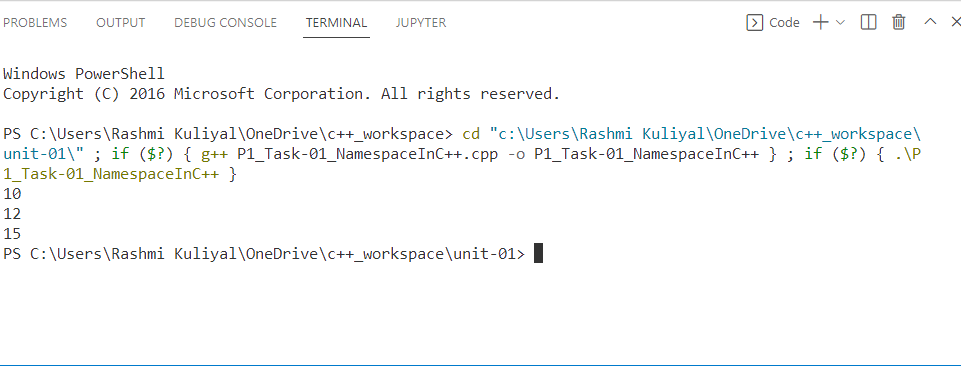 PROBLEMS OUTPUT DEBUG CONSOLE TERMINAL JUPYTER Code
Windows PowerShell
Copyright (C) 2016 Microsoft Corporation. All rights reserved.
PS C:\Users\Rashmi Kuliyal\OneDrive\c++_workspace> cd "c:\Users\Rashmi Kuliyal\OneDrive\c++_workspace\
unit-01\" ; if ($?) { g++ P1_Task-01_NamespaceInC++.cpp -o P1_Task-01_NamespaceInC++ } ; if ($?) { .\P
1_Task-01_NamespaceInC++ }
10
12
15
PS C:\Users\Rashmi Kuliyal\OneDrive\c++_workspace\unit-01>